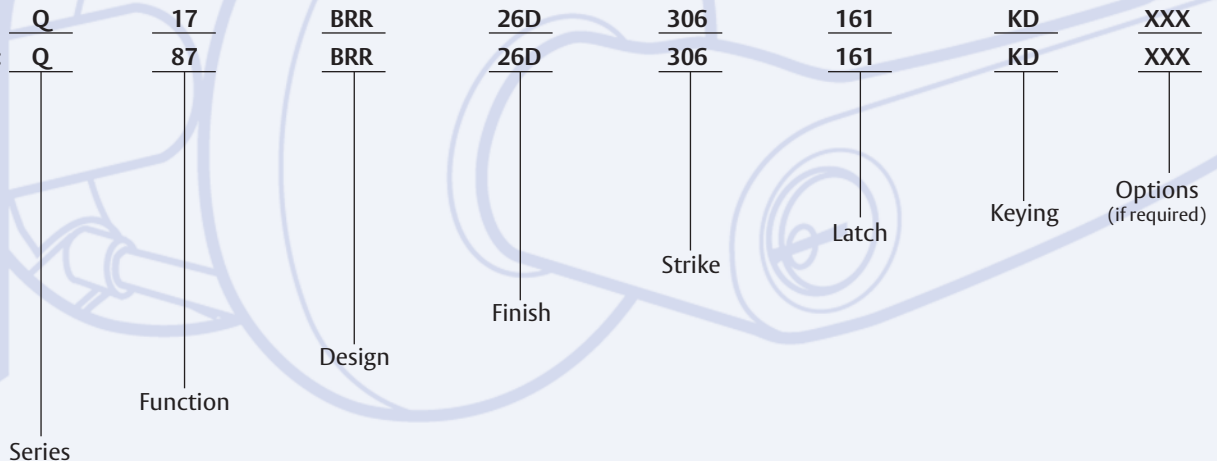 Q 17 BRR 26D 306 161 KD XXX
: Q 87 BRR 26D 306 161 KD XXX
Options
(if required)
Keying
Latch
Strike
Finish
Design
Function
Series